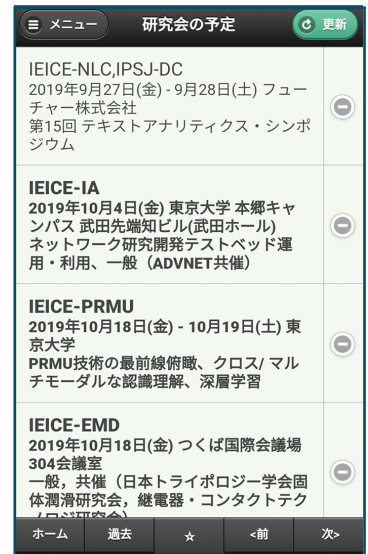 メニュー
研究会の予定
更新
IEICE-NLC,IPSJ-DC
2019年9月27日(金) - 9月28日(土) フュー
チャー株式会社
第15回 テキストアナリティクス・シンポ
ジウム
IEICE-IA
2019年10月4日(金) 東京大学 本郷キャ
ンパス 武田先端知ビル(武田ホール)
ネットワーク研究開発テストベッド運
用・利用、一般（ADVNET共催）
IEICE-PRMU
2019年10月18日(金) - 10月19日(土) 東
京大学
PRMU技術の最前線俯瞰、クロス/ マル
チモーダルな認識理解、深層学習
IEICE-EMD
2019年10月18日(金) つくば国際会議場
304会議室
一般，共催（日本トライボロジー学会固
体潤滑研究会，継電器・コンタクトテク
ノロジ研究会）
ホーム
過去
☆
<前
次>